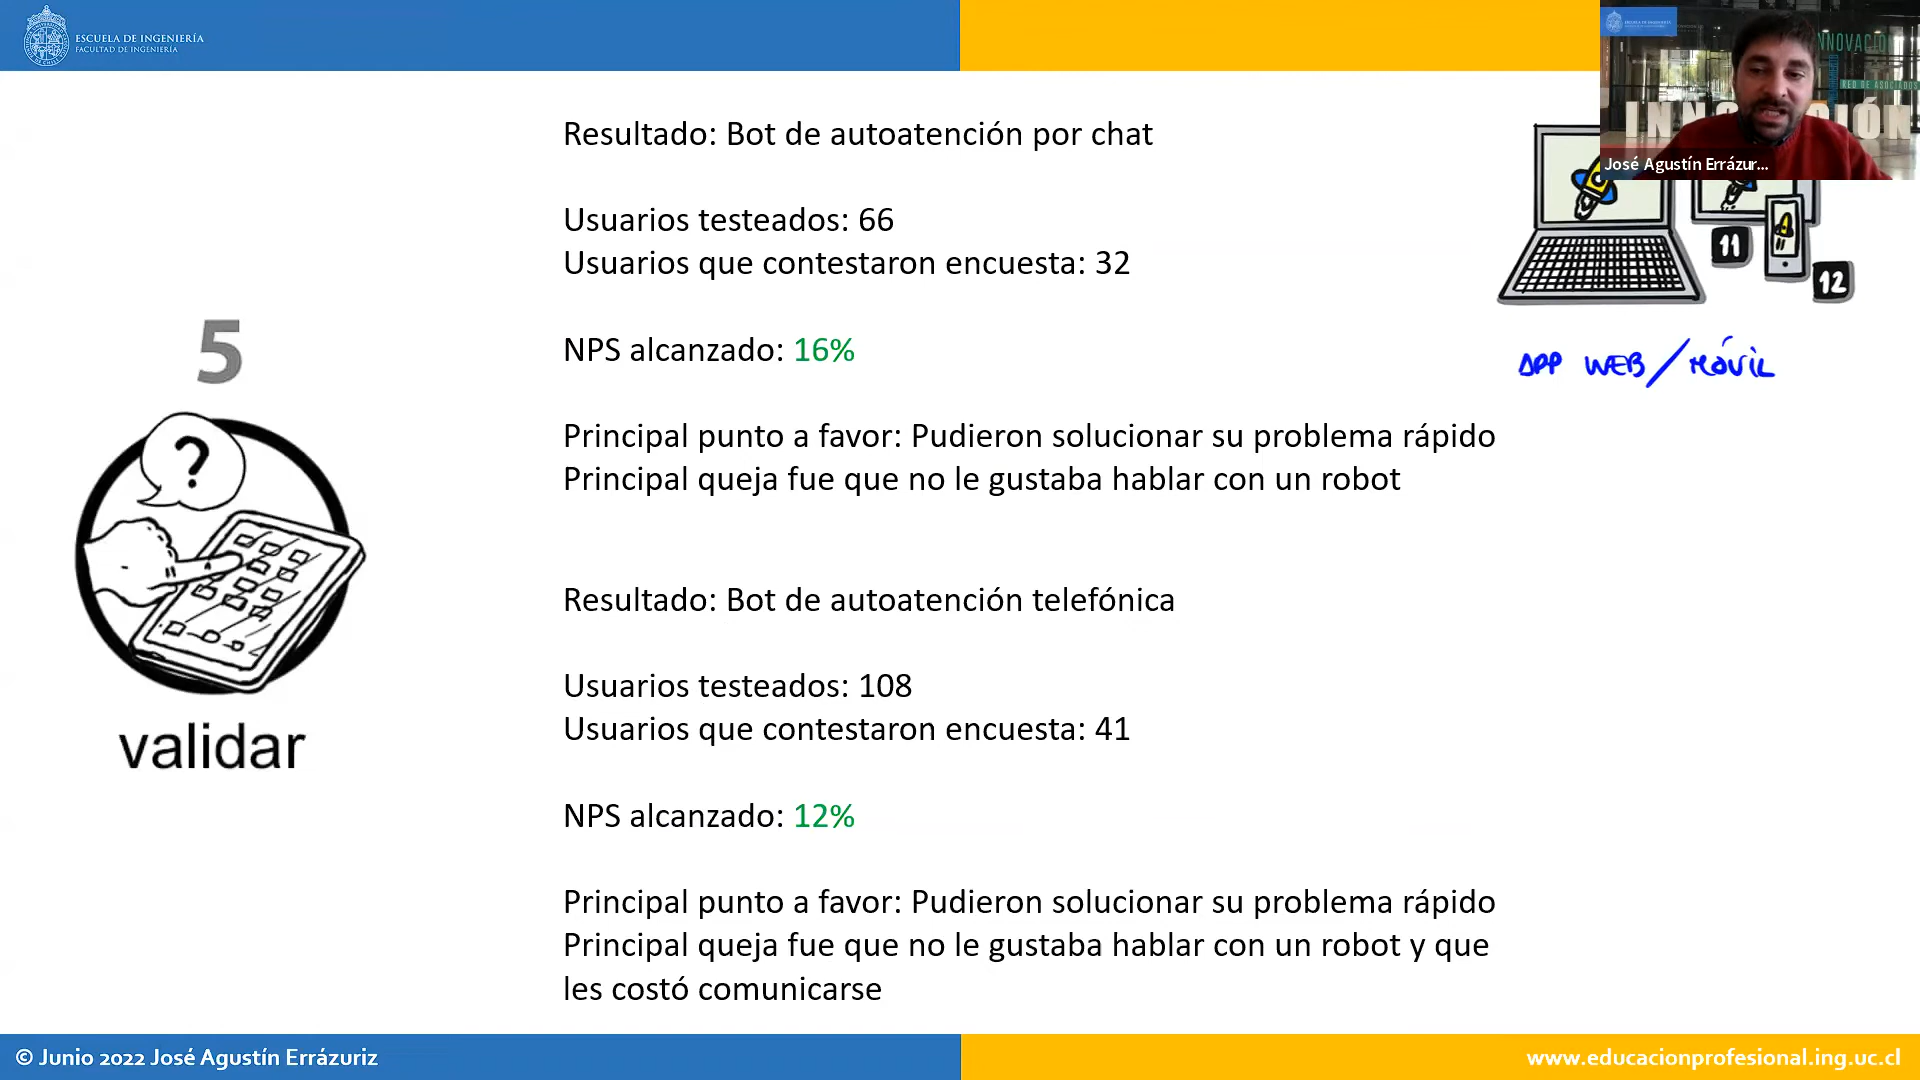 ESCUELA DE INGENIERÍA
FACULTAD DE INGENIERÍA
INNOVACIÓN
RED DE ASOCIADOS
José Agustín Errázur...
Resultado: Bot de autoatención por chat
Usuarios testeados: 66
Usuarios que contestaron encuesta: 32
11
12
NPS alcanzado: 16%
APP WEB/MÓVIL
5
Principal punto a favor: Pudieron solucionar su problema rápido
Principal queja fue que no le gustaba hablar con un robot
?
Resultado: Bot de autoatención telefónica
Usuarios testeados: 108
Usuarios que contestaron encuesta: 41
validar
NPS alcanzado: 12%
Principal punto a favor: Pudieron solucionar su problema rápido
Principal queja fue que no le gustaba hablar con un robot y que
les costó comunicarse
© Junio 2022 José Agustín Errázuriz
www.educacionprofesional.ing.uc.cl